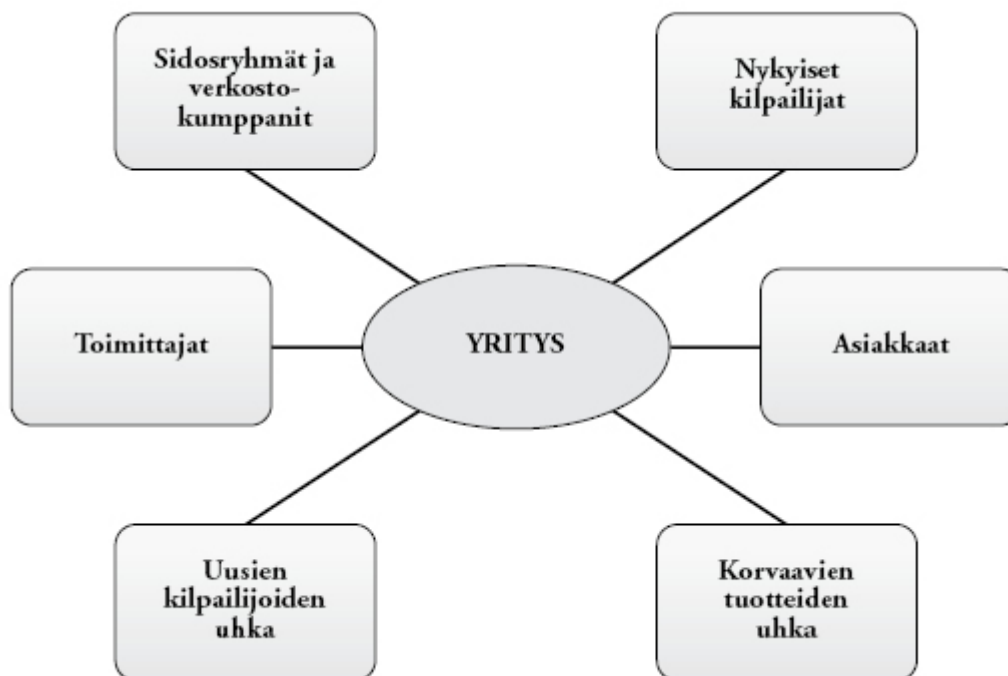 Sidosryhmät ja
verkosto-
kumppanit
Nykyiset
kilpailijat
Toimittajat
YRITYS
Asiakkaat
Uusien
kilpailijoiden
uhka
Korvaavien
tuotteiden
uhka